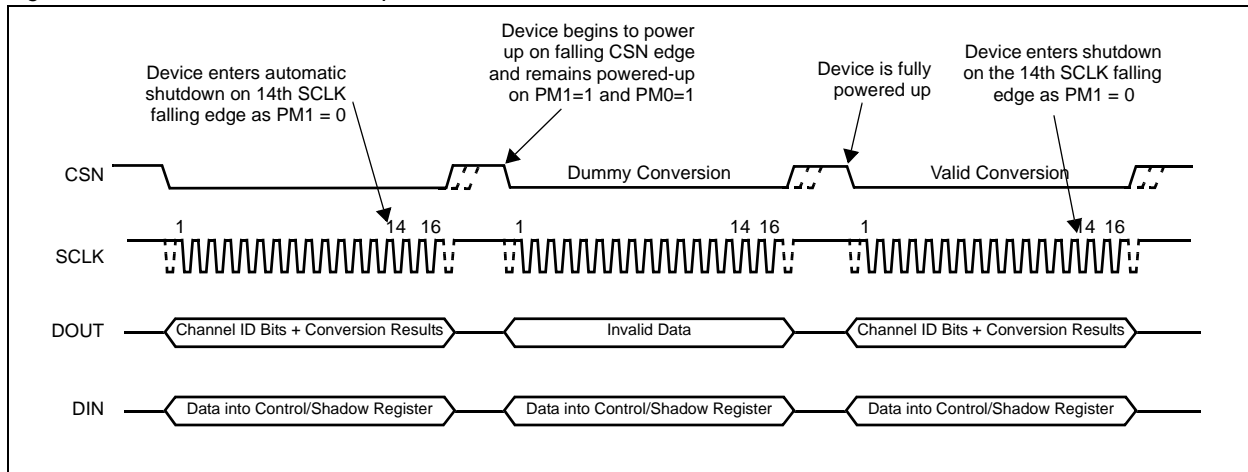 Device enters automatic
shutdown on 14th SCLK
falling edge as PM1 = 0
Device begins to power
up on falling CSN edge
and remains powered-up
on PM1=1 and PM0=1
Device is fully
powered up
Device enters shutdown
on the 14th SCLK falling
edge as PM1 = 0
CSN
Dummy Conversion
Valid Conversion
SCLK
1 14 16 1 14 16 1 14 16
DOUT
Channel ID Bits + Conversion Results
Invalid Data
Channel ID Bits + Conversion Results
DIN
Data into Control/Shadow Register
Data into Control/Shadow Register
Data into Control/Shadow Register